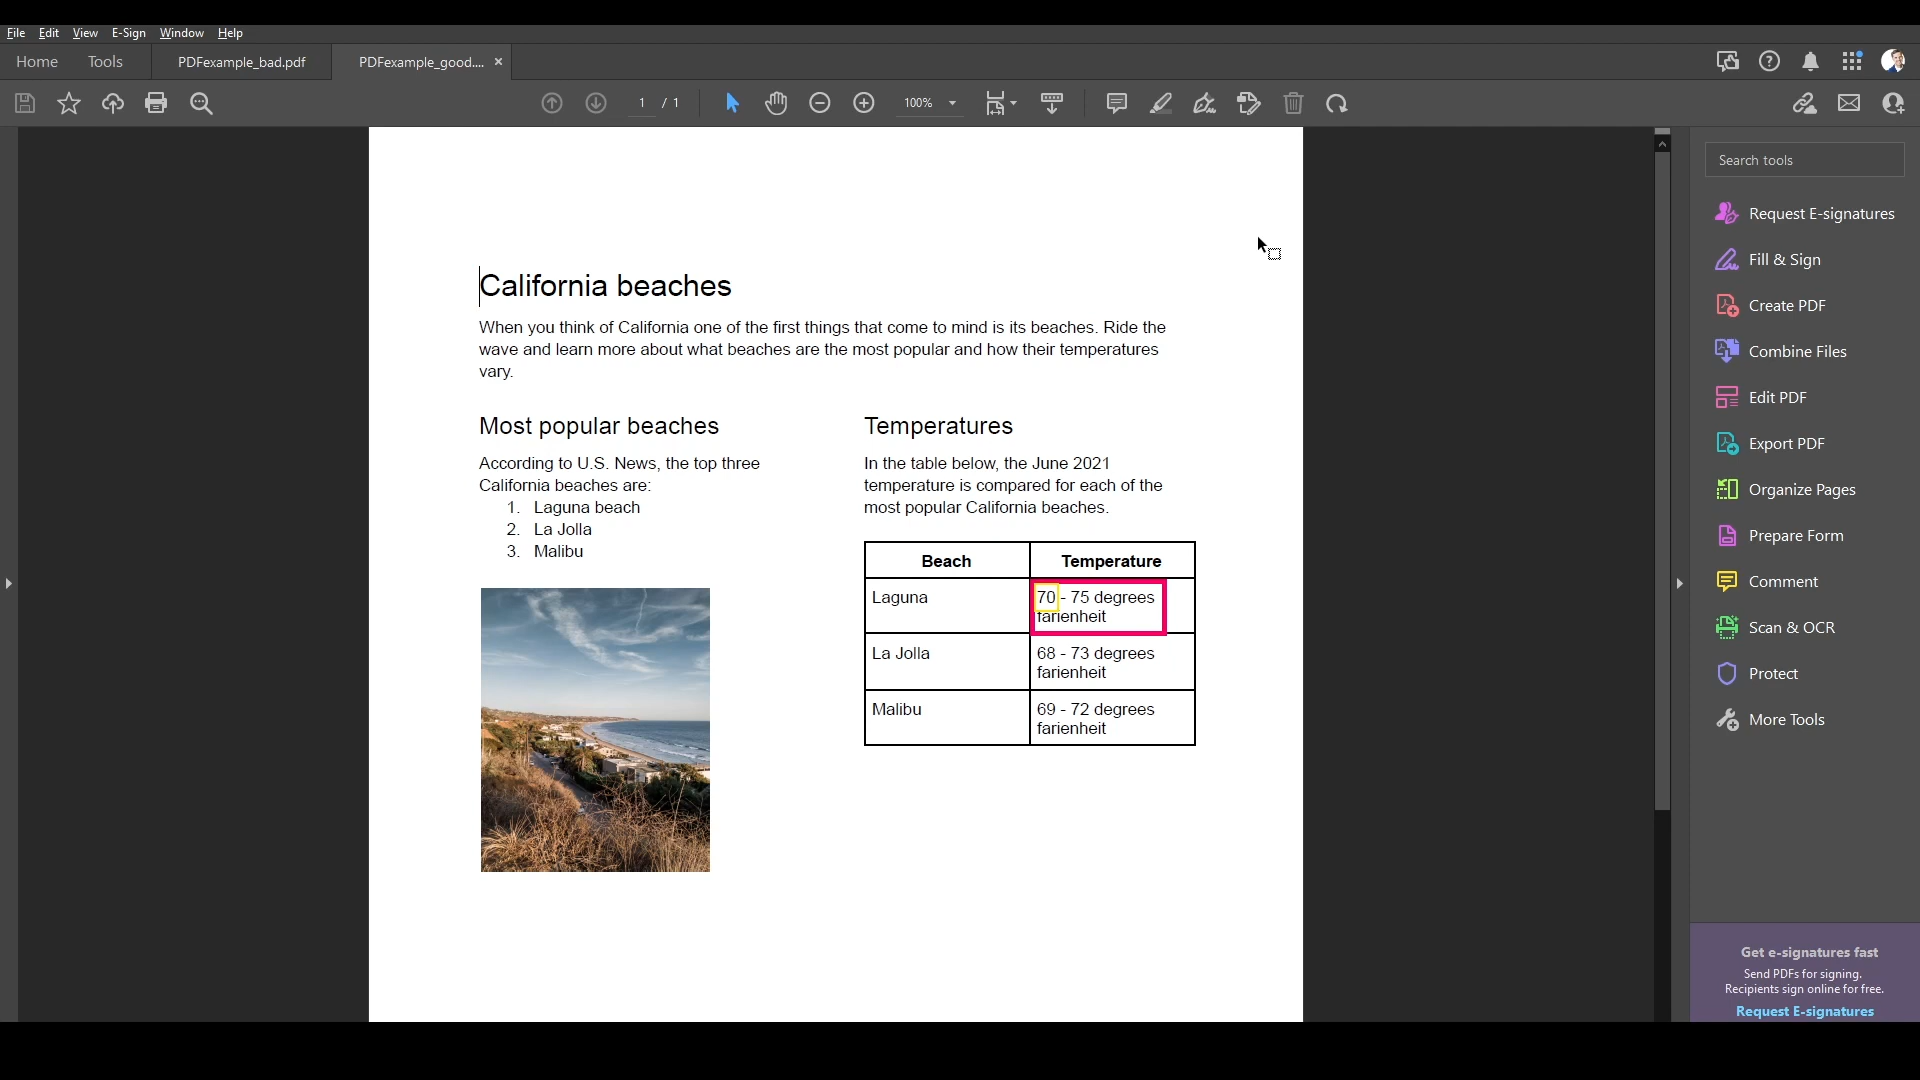 File Edit View E-Sign Window Help
Home Tools PDFexample_bad.pdf PDFexample_good.... ×
1 / 1 100%
California beaches
When you think of California one of the first things that come to mind is its beaches. Ride the
wave and learn more about what beaches are the most popular and how their temperatures
vary.
Most popular beaches
According to U.S. News, the top three
California beaches are:
1. Laguna beach
2. La Jolla
3. Malibu
Temperatures
In the table below, the June 2021
temperature is compared for each of the
most popular California beaches.
Beach Temperature
Laguna 70 - 75 degrees
farienheit
La Jolla 68 - 73 degrees
farienheit
Malibu 69 - 72 degrees
farienheit
Search tools
Request E-signatures
Fill & Sign
Create PDF
Combine Files
Edit PDF
Export PDF
Organize Pages
Prepare Form
Comment
Scan & OCR
Protect
More Tools
Get e-signatures fast
Send PDFs for signing.
Recipients sign online for free.
Request E-signatures